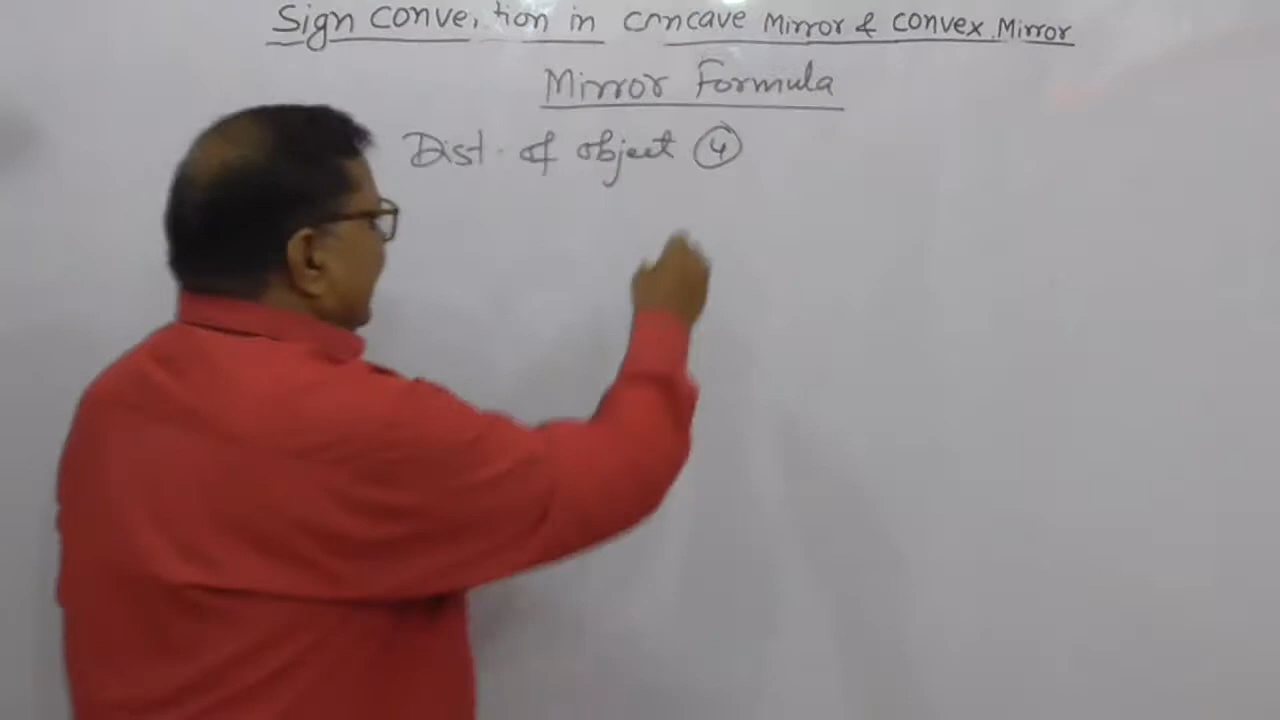 Sign Convention in Concave Mirror & Convex Mirror
Mirror Formula
Dist. of object u